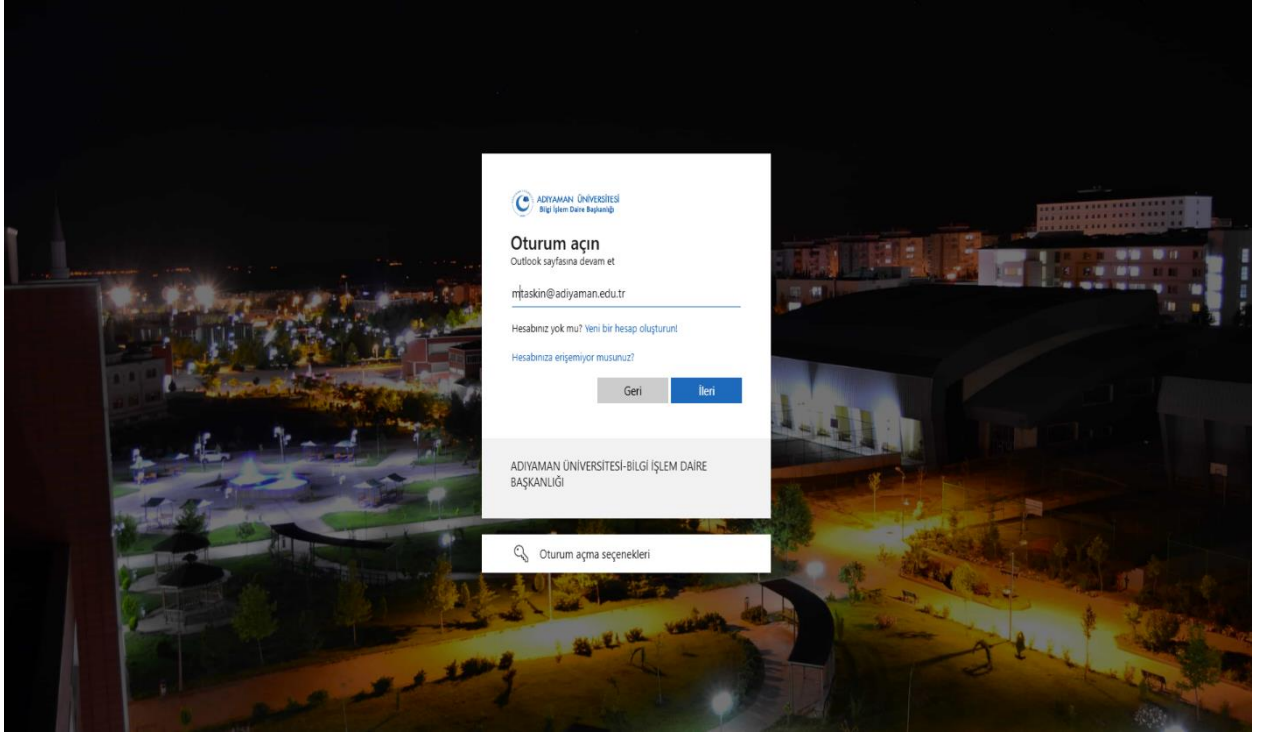 ADIYAMAN ÜNİVERSİTESİ
Bilgi İşlem Daire Başkanlığı
Oturum açın
Outlook sayfasına devam et
mtaskin@adiyaman.edu.tr
Hesabınız yok mu? Yeni bir hesap oluşturun!
Hesabınıza erişemiyor musunuz?
Geri İleri
ADIYAMAN ÜNİVERSİTESİ-BİLGİ İŞLEM DAİRE
BAŞKANLIĞI
Oturum açma seçenekleri